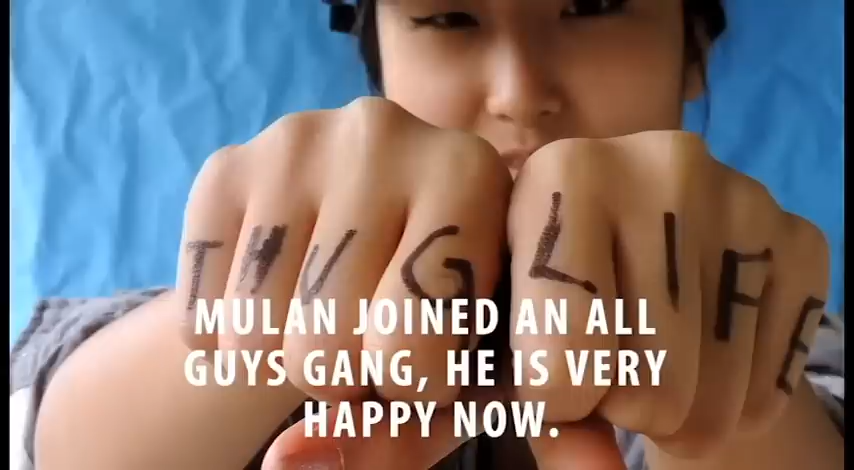 THUG LIFE
MULAN JOINED AN ALL
GUYS GANG, HE IS VERY
HAPPY NOW.